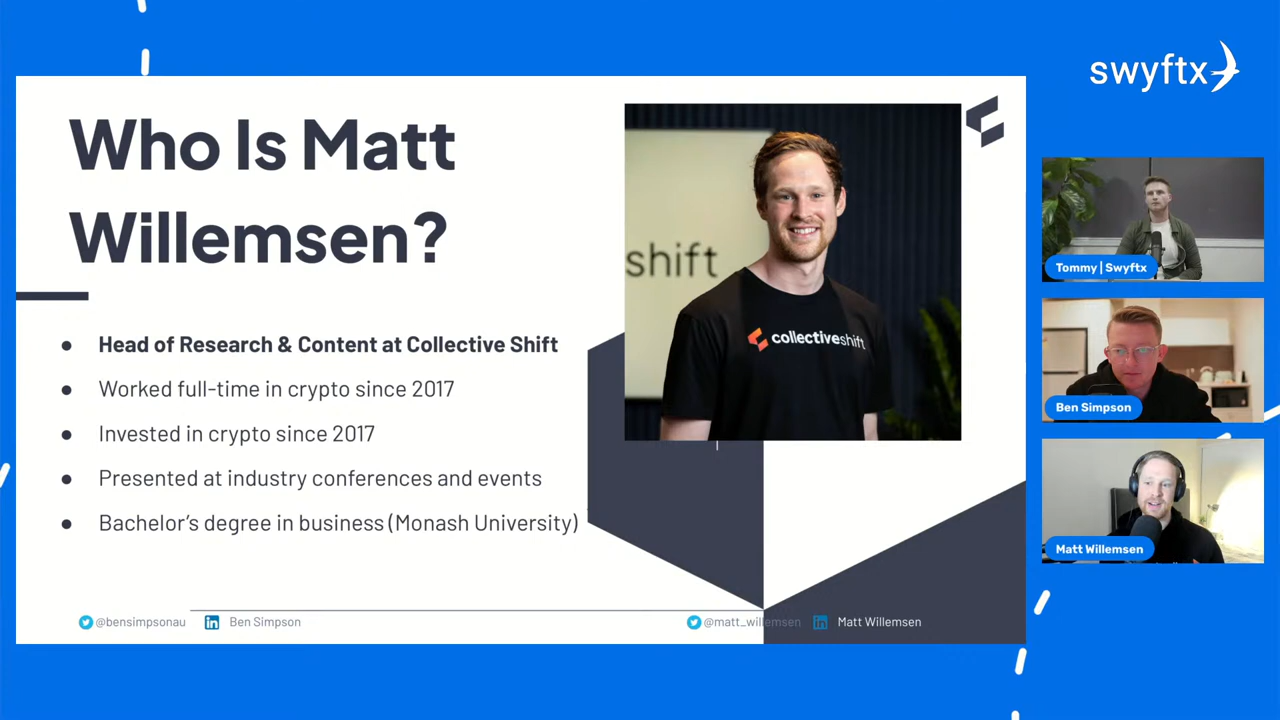 swyftx
Who Is Matt
Willemsen?
shift
collectiveshift
Head of Research & Content at Collective Shift
Worked full-time in crypto since 2017
Invested in crypto since 2017
Presented at industry conferences and events
Bachelor's degree in business (Monash University)
@bensimpsonau
in
Ben Simpson
@matt_willemsen
in
Matt Willemsen
Tommy | Swyftx
Ben Simpson
Matt Willemsen